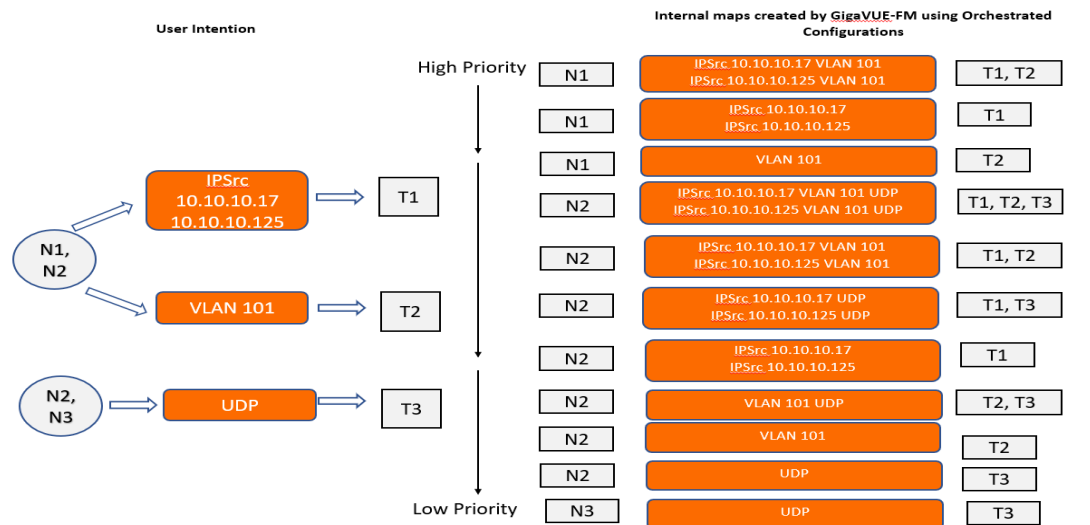 User Intention
Internal maps created by GigaVUE-FM using Orchestrated
Configurations
High Priority
N1
IPSrc 10.10.10.17 VLAN 101
IPSrc 10.10.10.125 VLAN 101
T1, T2
N1
IPSrc 10.10.10.17
IPSrc 10.10.10.125
T1
N1
VLAN 101
T2
IPSrc
10.10.10.17
10.10.10.125
T1
N2
IPSrc 10.10.10.17 VLAN 101 UDP
IPSrc 10.10.10.125 VLAN 101 UDP
T1, T2, T3
N1,
N2
N2
IPSrc 10.10.10.17 VLAN 101
IPSrc 10.10.10.125 VLAN 101
T1, T2
VLAN 101
T2
N2
IPSrc 10.10.10.17 UDP
IPSrc 10.10.10.125 UDP
T1, T3
N2
IPSrc 10.10.10.17
IPSrc 10.10.10.125
T1
N2,
N3
UDP
T3
N2
VLAN 101 UDP
T2, T3
N2
VLAN 101
T2
N2
UDP
T3
Low Priority
N3
UDP
T3